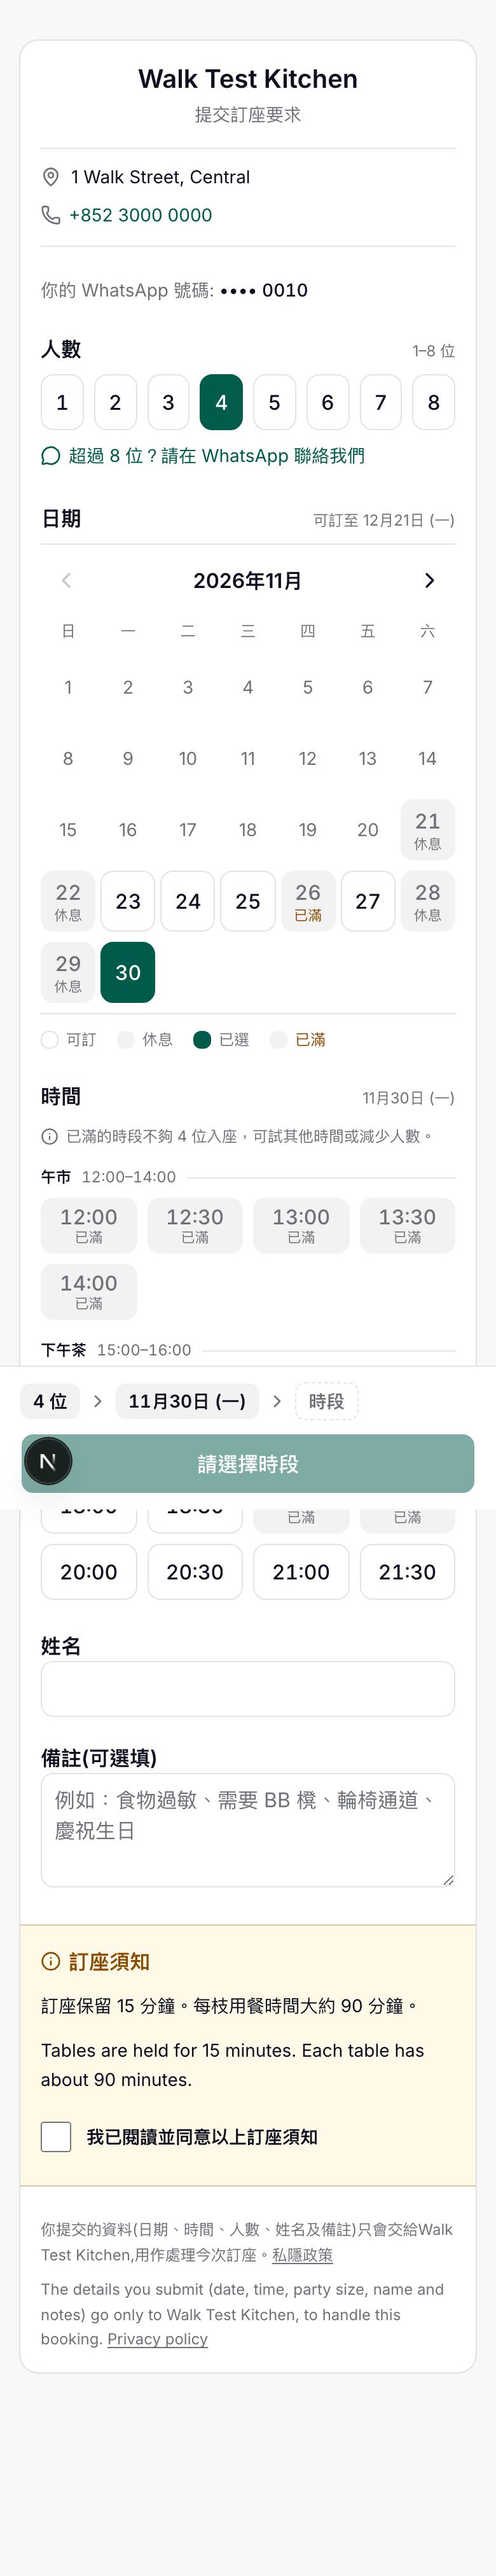 Walk Test Kitchen
提交訂座要求
1 Walk Street, Central
+852 3000 0000
你的 WhatsApp 號碼: •••• 0010
人數 1–8 位
1 2 3 4 5 6 7 8
超過 8 位？請在 WhatsApp 聯絡我們
日期 可訂至 12月21日 (一)
2026年11月
日 一 二 三 四 五 六
1 2 3 4 5 6 7
8 9 10 11 12 13 14
15 16 17 18 19 20 21
休息
22 23 24 25 26 27 28
休息 已滿 休息
29 30
休息
可訂 休息 已選 已滿
時間 11月30日 (一)
已滿的時段不夠 4 位入座，可試其他時間或減少人數。
午市 12:00–14:00
12:00 12:30 13:00 13:30
已滿 已滿 已滿 已滿
14:00
已滿
下午茶 15:00–16:00
4 位 11月30日 (一) 時段
N 請選擇時段
已滿 已滿
20:00 20:30 21:00 21:30
姓名
備註(可選填)
例如：食物過敏、需要 BB 櫈、輪椅通道、
慶祝生日
訂座須知
訂座保留 15 分鐘。每枝用餐時間大約 90 分鐘。
Tables are held for 15 minutes. Each table has
about 90 minutes.
我已閱讀並同意以上訂座須知
你提交的資料(日期、時間、人數、姓名及備註)只會交給Walk
Test Kitchen,用作處理今次訂座。私隱政策
The details you submit (date, time, party size, name and
notes) go only to Walk Test Kitchen, to handle this
booking. Privacy policy